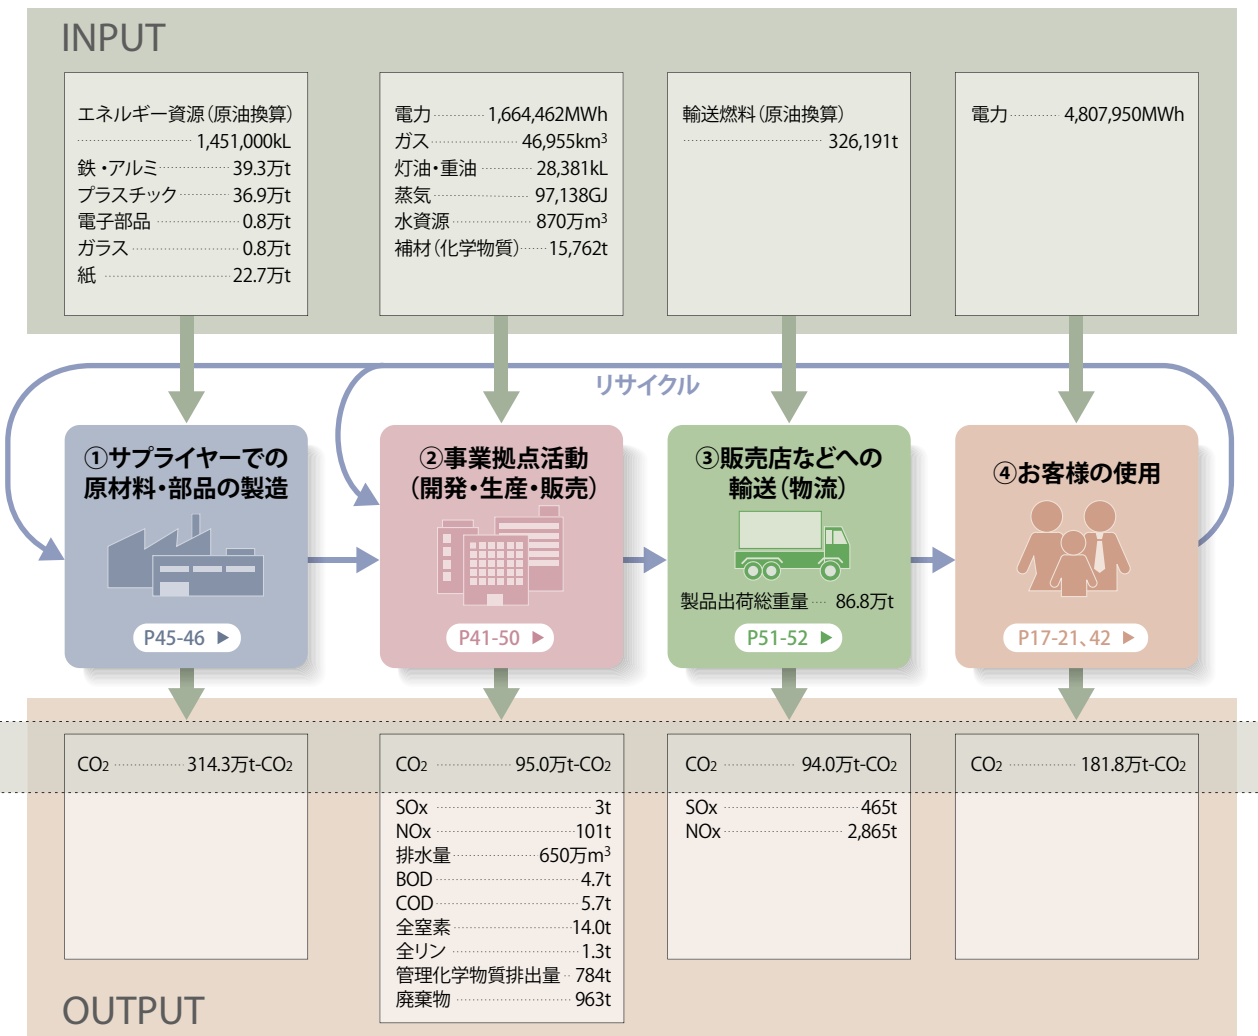 INPUT
エネルギー資源（原油換算）
1,451,000kL
鉄・アルミ 39.3万t
プラスチック 36.9万t
電子部品 0.8万t
ガラス 0.8万t
紙 22.7万t
電力 1,664,462MWh
ガス 46,955km³
灯油・重油 28,381kL
蒸気 97,138GJ
水資源 870万m³
補材（化学物質） 15,762t
輸送燃料（原油換算）
326,191t
電力 4,807,950MWh
リサイクル
①サプライヤーでの
原材料・部品の製造
P45-46 ▶
②事業拠点活動
（開発・生産・販売）
P41-50 ▶
③販売店などへの
輸送（物流）
製品出荷総重量 86.8万t
P51-52 ▶
④お客様の使用
P17-21、42 ▶
CO₂ 314.3万t-CO₂
CO₂ 95.0万t-CO₂
SOx 3t
NOx 101t
排水量 650万m³
BOD 4.7t
COD 5.7t
全窒素 14.0t
全リン 1.3t
管理化学物質排出量 784t
廃棄物 963t
CO₂ 94.0万t-CO₂
SOx 465t
NOx 2,865t
CO₂ 181.8万t-CO₂
OUTPUT